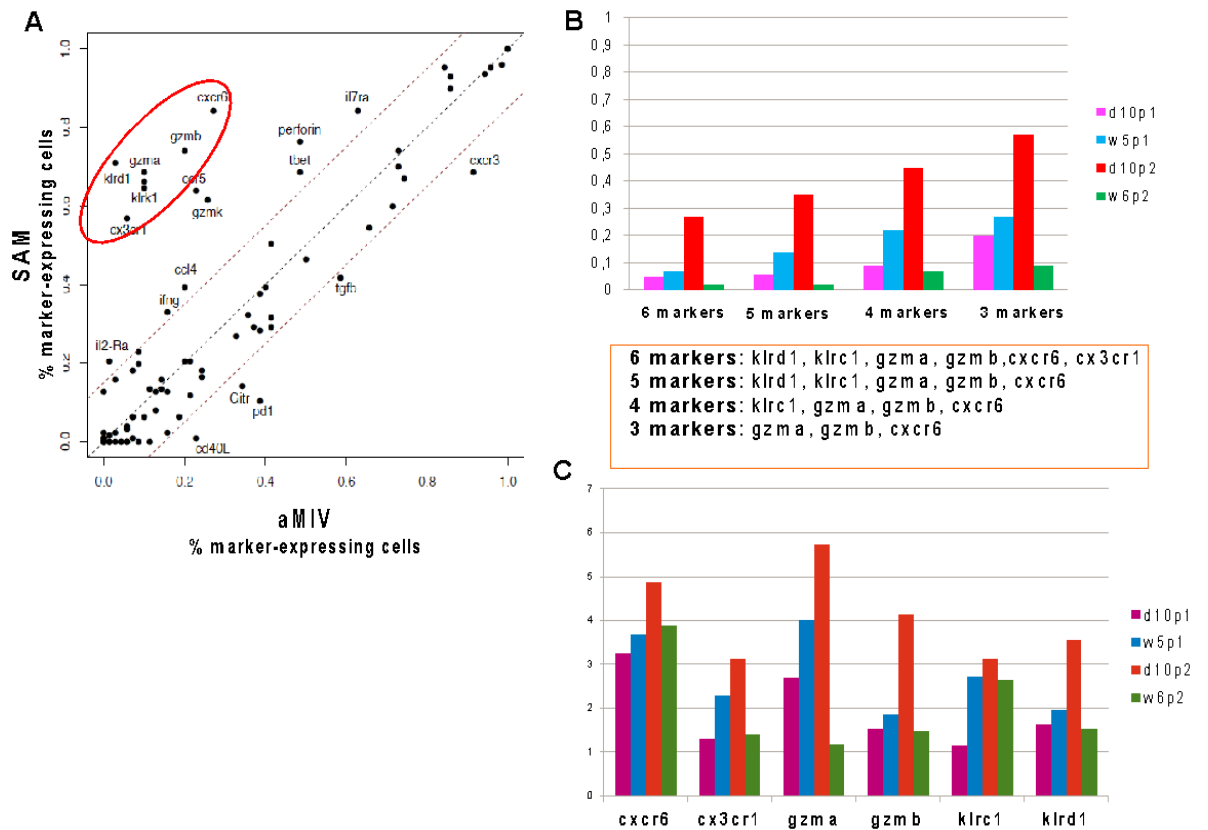 A
SAM
% marker-expressing cells
1.0
0.8
0.6
0.4
0.2
0.0
cxcr6
il7ra
gzmb
perforin
gzma
tbet
cxcr3
klrd1
ccr5
klrk1
gzmk
cx3cr1
ccl4
tgfb
ifng
il2-Ra
Gitr
pd1
cd40L
0.0 0.2 0.4 0.6 0.8 1.0
aMIV
% marker-expressing cells
B
1
0,9
0,8
0,7
0,6
0,5
0,4
0,3
0,2
0,1
0
6 markers 5 markers 4 markers 3 markers
d10p1
w5p1
d10p2
w6p2
6 markers: klrd1, klrc1, gzma, gzmb,cxcr6, cx3cr1
5 markers: klrd1, klrc1, gzma, gzmb, cxcr6
4 markers: klrc1, gzma, gzmb, cxcr6
3 markers: gzma, gzmb, cxcr6
C
7
6
5
4
3
2
1
0
cxcr6 cx3cr1 gzma gzmb klrc1 klrd1
d10p1
w5p1
d10p2
w6p2